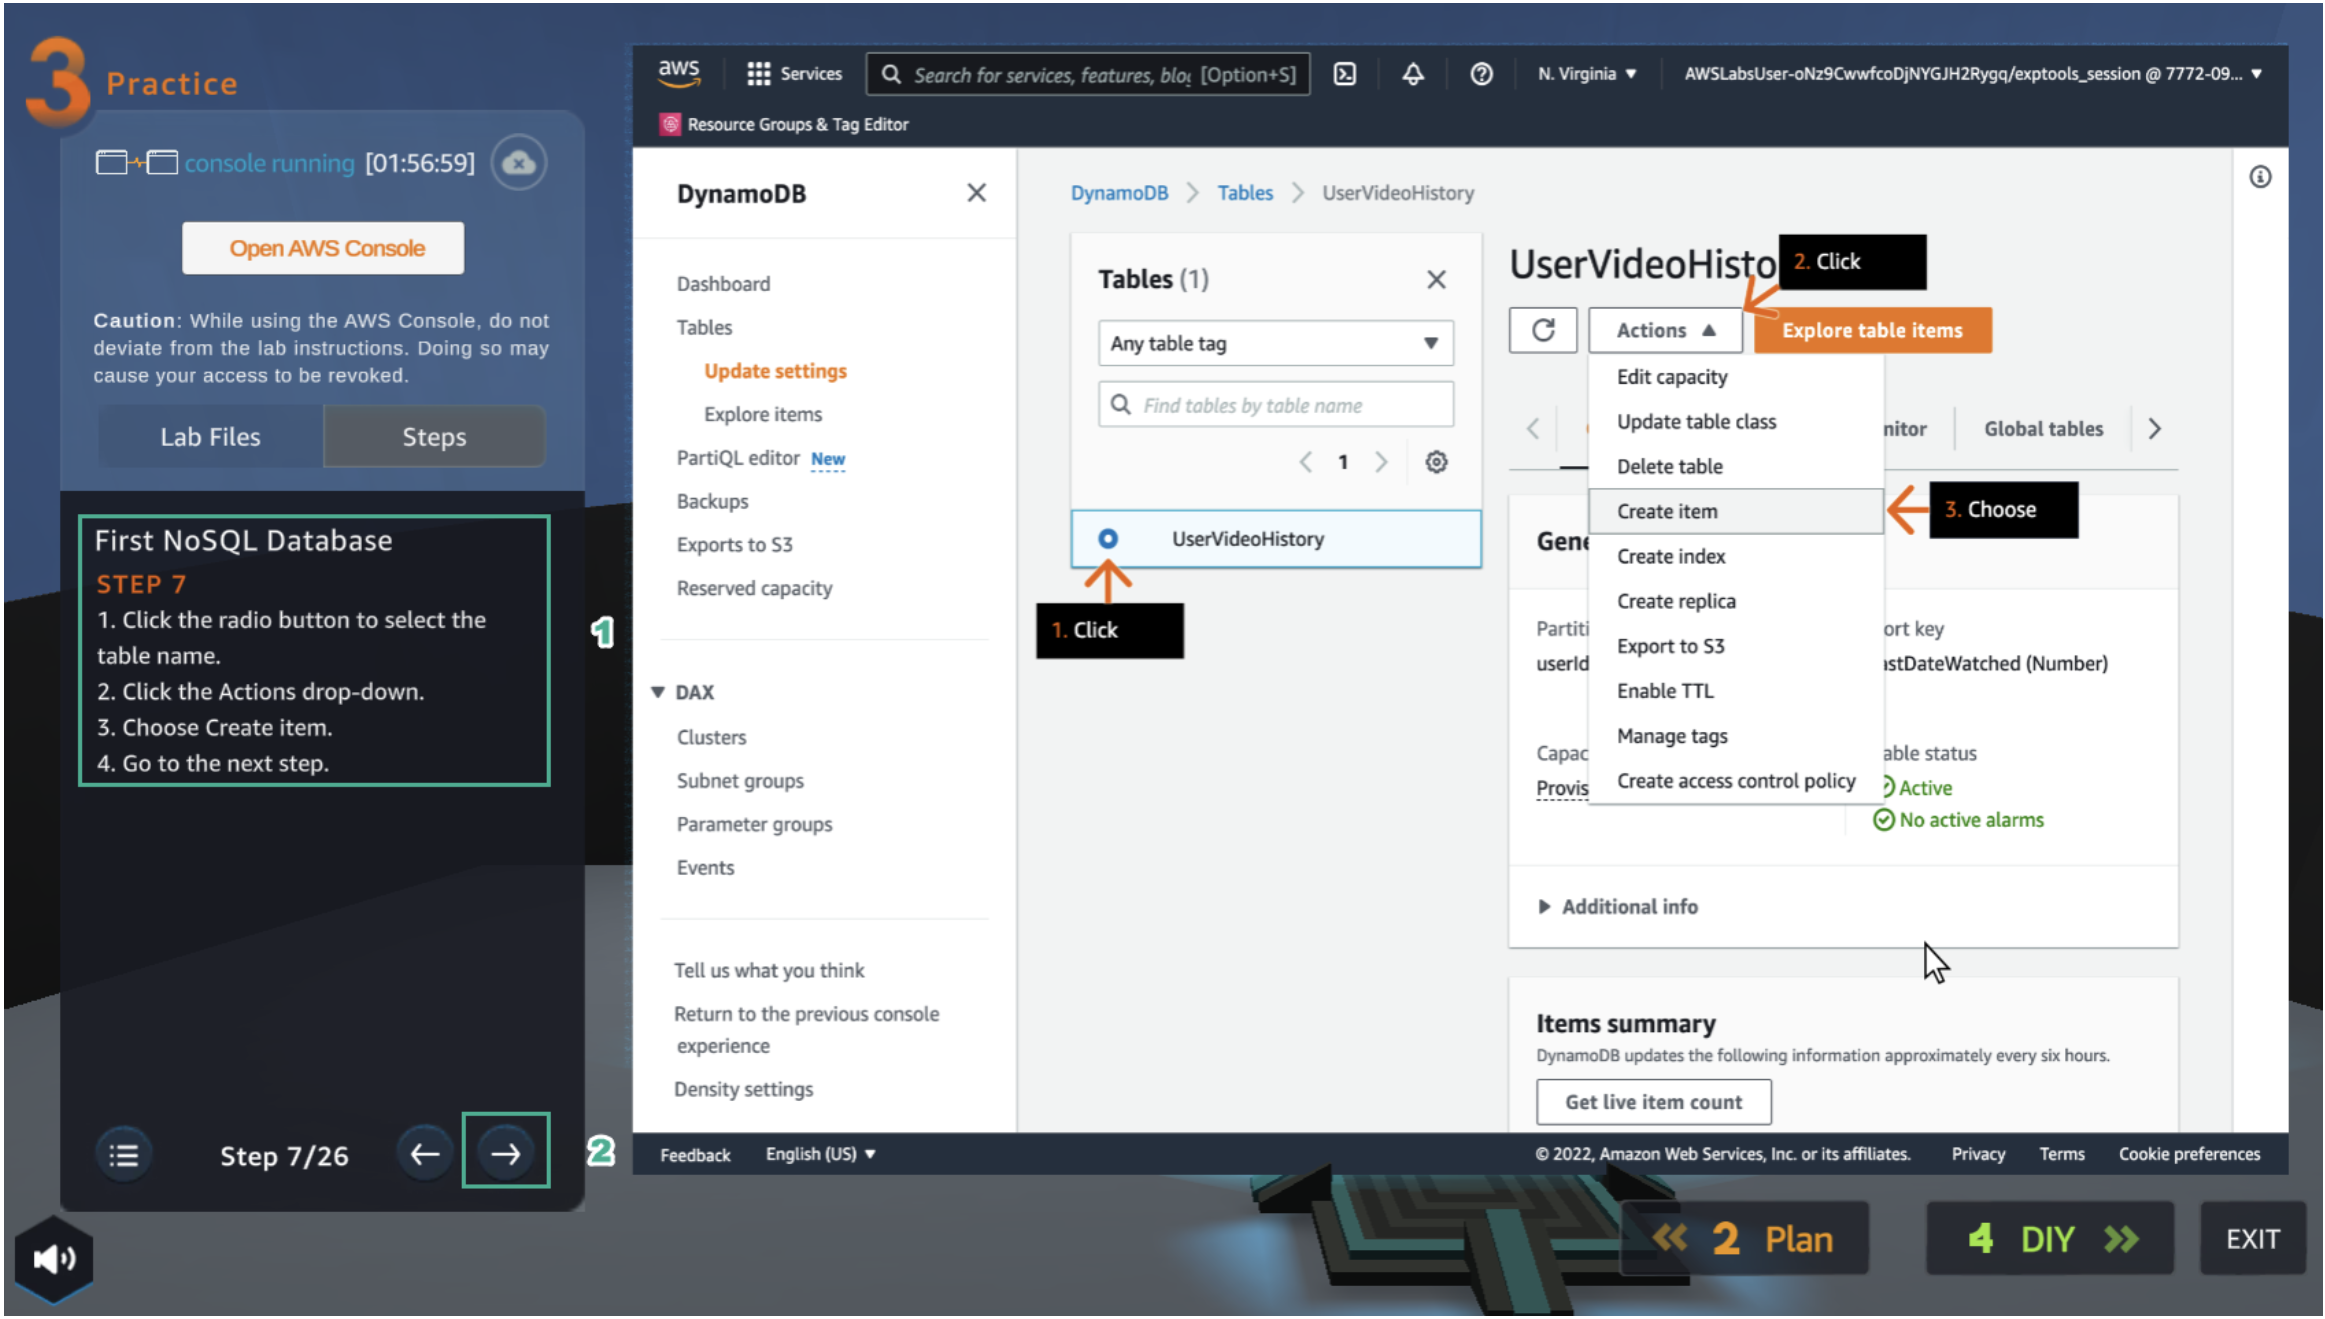 3 Practice
console running [01:56:59]
Open AWS Console
Caution: While using the AWS Console, do not
deviate from the lab instructions. Doing so may
cause your access to be revoked.
Lab Files
Steps
First NoSQL Database
STEP 7
1. Click the radio button to select the
table name.
2. Click the Actions drop-down.
3. Choose Create item.
4. Go to the next step.
1
Step 7/26
2
aws
Services
Search for services, features, blog [Option+S]
N. Virginia
AWSLabsUser-oNz9CwwfcoDjNYGJH2Rygq/exptools_session @ 7772-09...
Resource Groups & Tag Editor
DynamoDB
Dashboard
Tables
Update settings
Explore items
PartiQL editor New
Backups
Exports to S3
Reserved capacity
DAX
Clusters
Subnet groups
Parameter groups
Events
Tell us what you think
Return to the previous console
experience
Density settings
DynamoDB
Tables
UserVideoHistory
Tables (1)
Any table tag
Find tables by table name
1
UserVideoHistory
1. Click
UserVideoHisto
2. Click
Actions
Explore table items
Edit capacity
Update table class
Delete table
Create item
Create index
Create replica
Export to S3
Enable TTL
Manage tags
Create access control policy
3. Choose
nitor
Global tables
Gene
Partiti
userId
ort key
astDateWatched (Number)
Capac
Provis
able status
Active
No active alarms
Additional info
Items summary
DynamoDB updates the following information approximately every six hours.
Get live item count
Feedback
English (US)
© 2022, Amazon Web Services, Inc. or its affiliates.
Privacy
Terms
Cookie preferences
2 Plan
4 DIY
EXIT